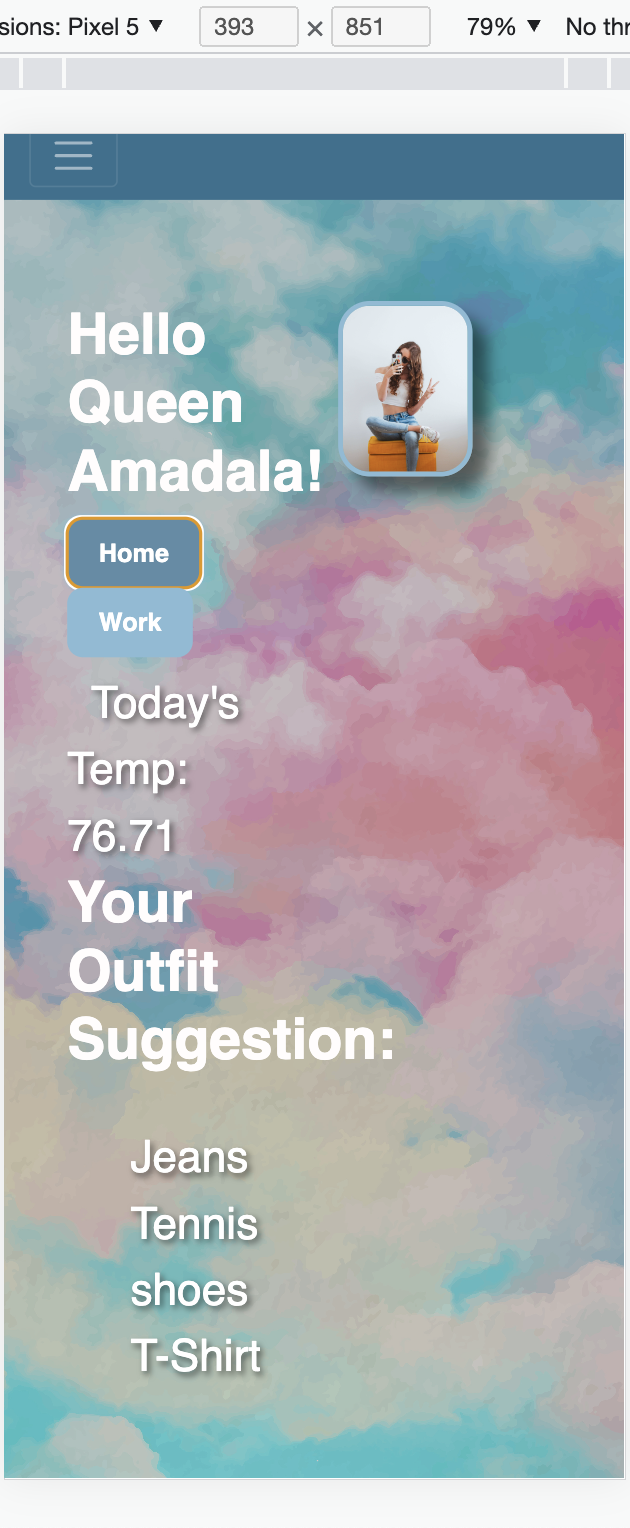 sions: Pixel 5 ▼ 393 × 851 79% ▼ No thr
Hello
Queen
Amadala!
Home
Work
Today's
Temp:
76.71
Your
Outfit
Suggestion:
Jeans
Tennis
shoes
T-Shirt